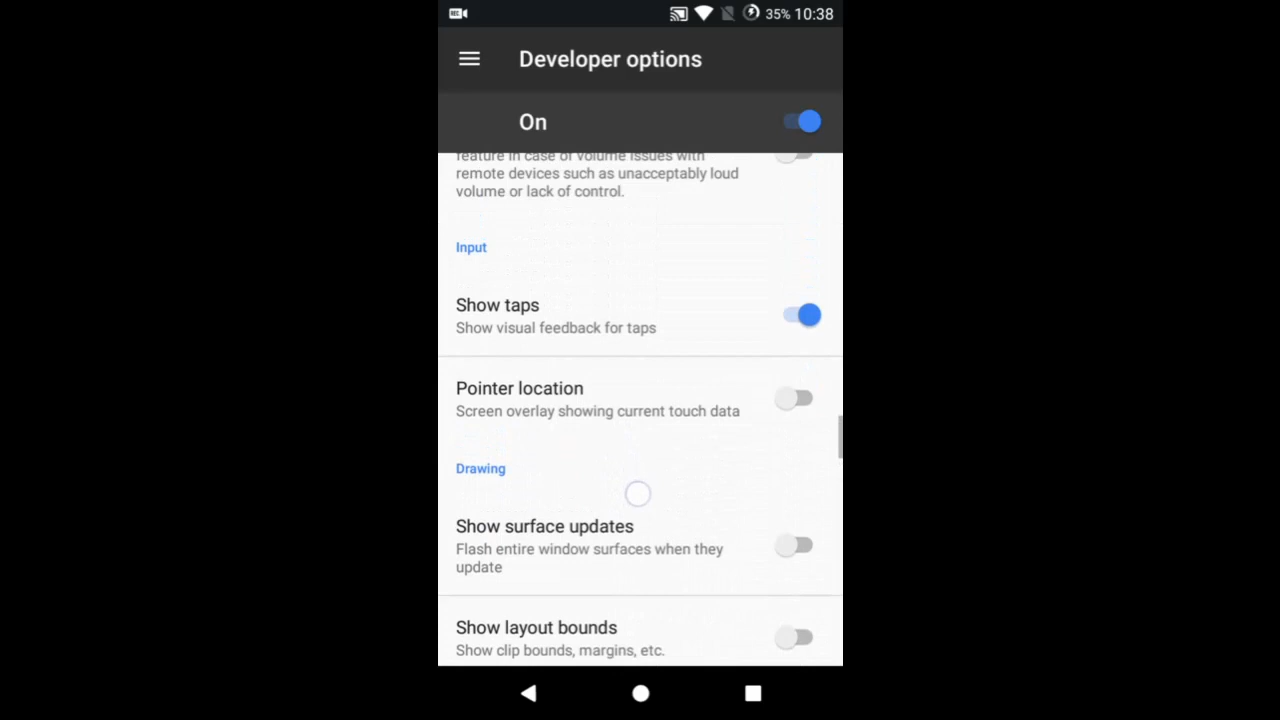 REC
35% 10:38
Developer options
On
feature in case of volume issues with
remote devices such as unacceptably loud
volume or lack of control.
Input
Show taps
Show visual feedback for taps
Pointer location
Screen overlay showing current touch data
Drawing
Show surface updates
Flash entire window surfaces when they
update
Show layout bounds
Show clip bounds, margins, etc.